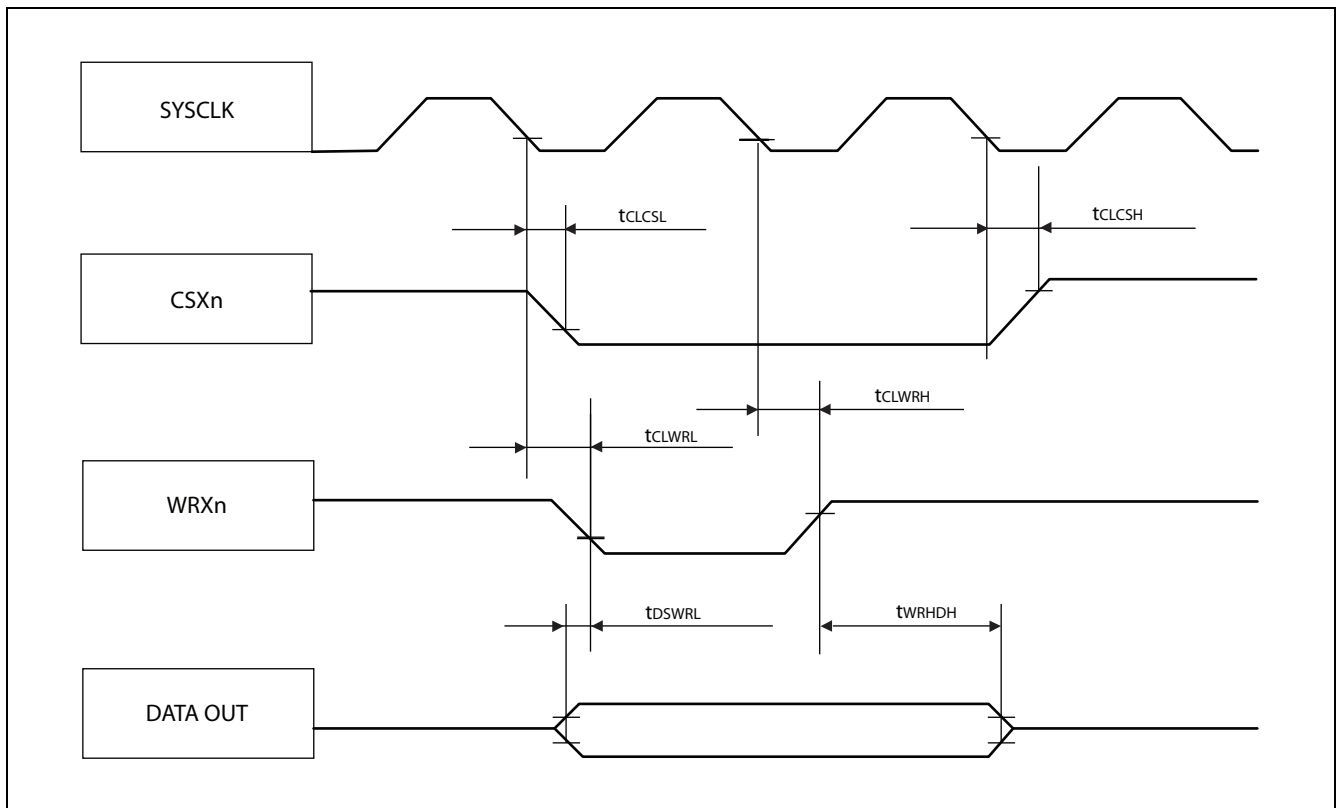 SYSCLK
tCLCSL
tCLCSH
CSXn
tCLWRH
tCLWRL
WRXn
tDSWRL
tWRHDH
DATA OUT